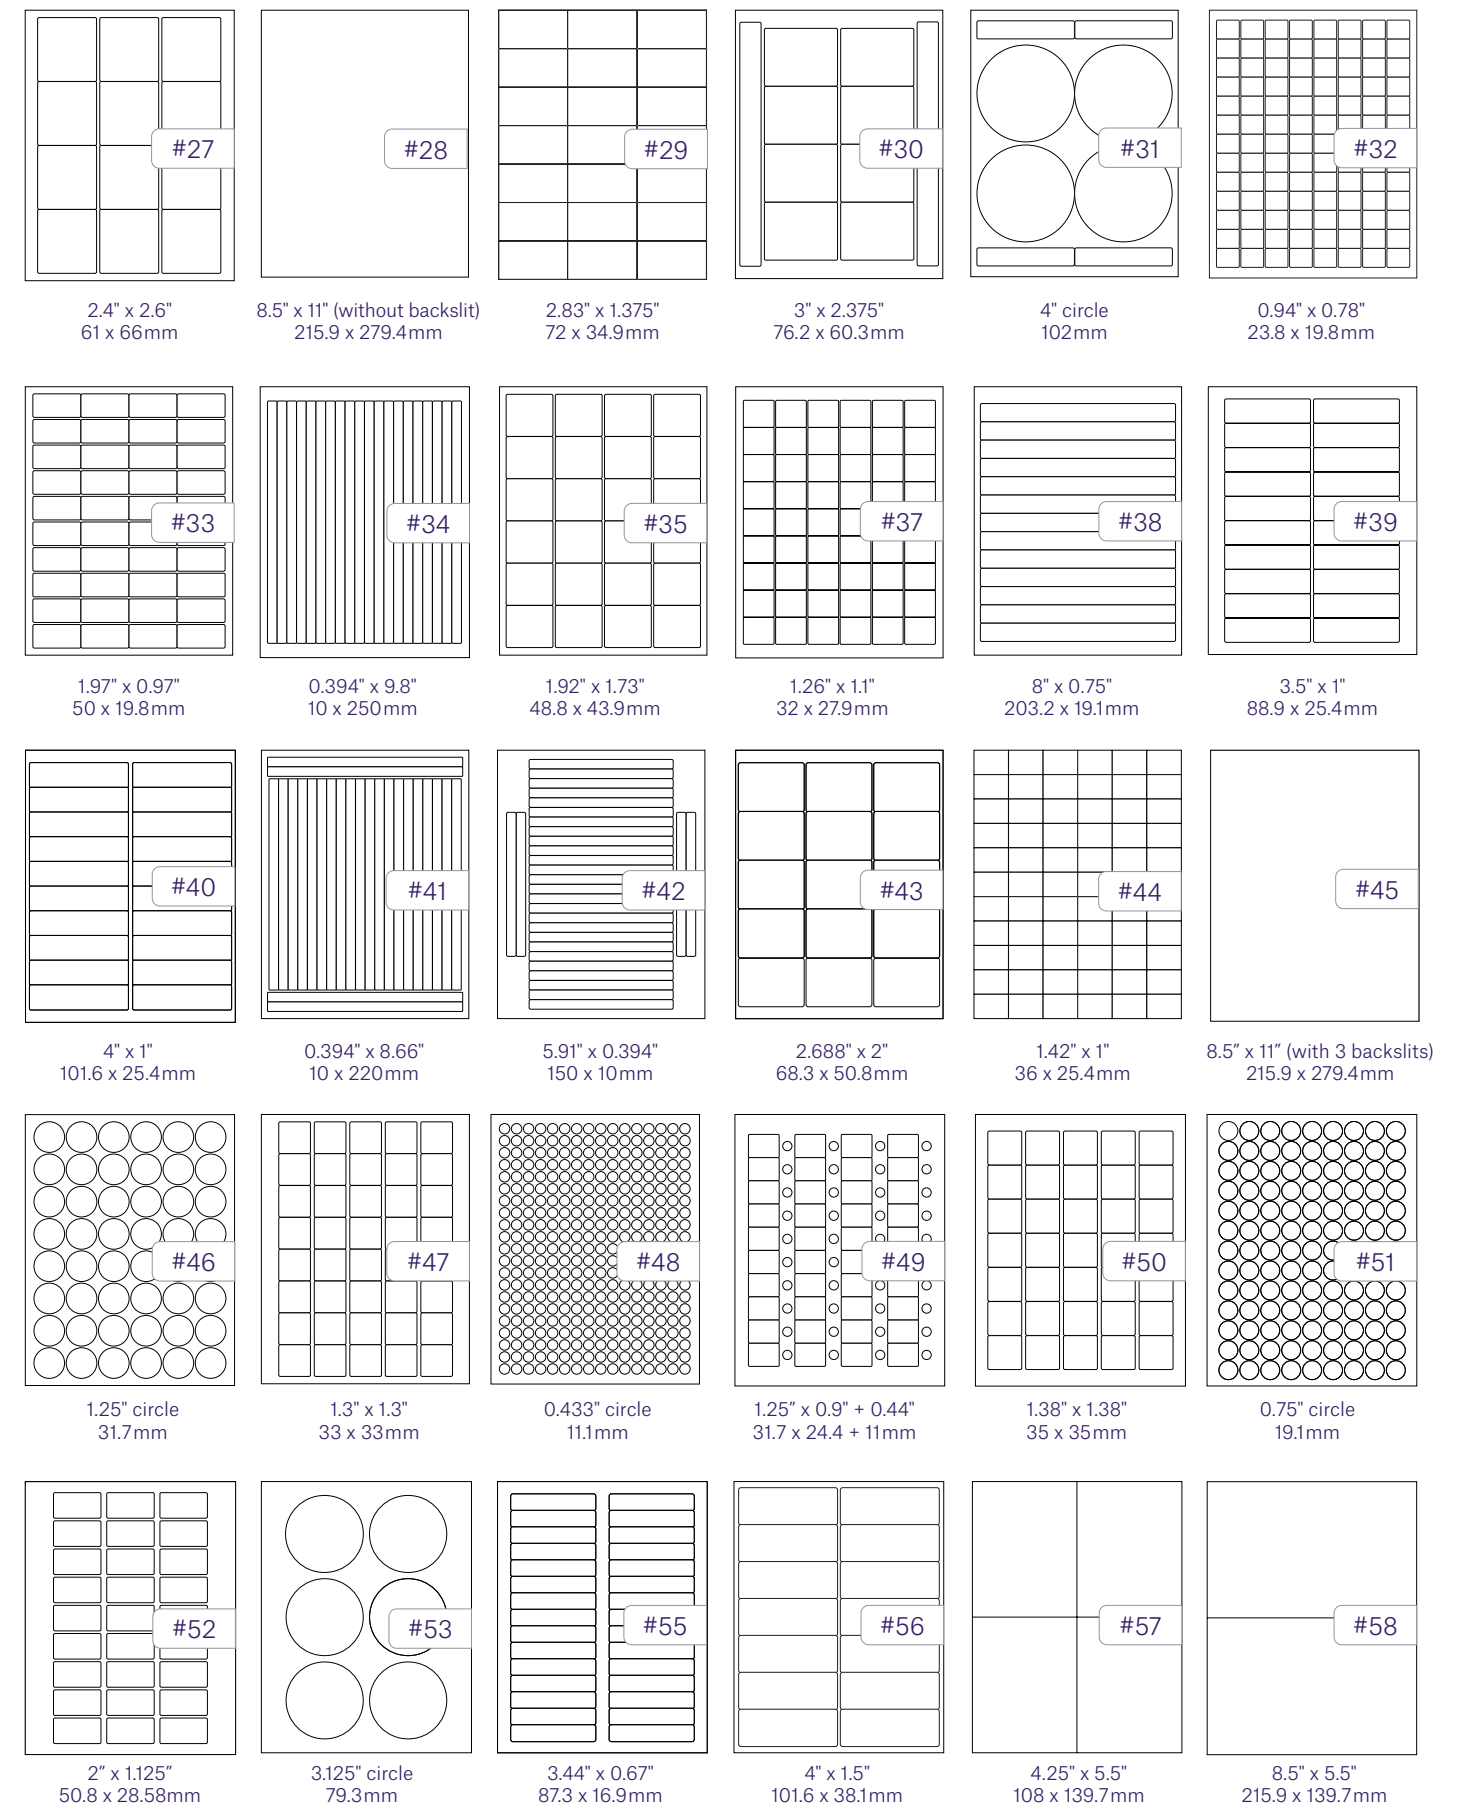 #27
#28
#29
#30
#31
#32
2.4" x 2.6"
61 x 66mm
8.5" x 11" (without backslit)
215.9 x 279.4mm
2.83" x 1.375"
72 x 34.9mm
3" x 2.375"
76.2 x 60.3mm
4" circle
102mm
0.94" x 0.78"
23.8 x 19.8mm
#33
#34
#35
#37
#38
#39
1.97" x 0.97"
50 x 19.8mm
0.394" x 9.8"
10 x 250mm
1.92" x 1.73"
48.8 x 43.9mm
1.26" x 1.1"
32 x 27.9mm
8" x 0.75"
203.2 x 19.1mm
3.5" x 1"
88.9 x 25.4mm
#40
#41
#42
#43
#44
#45
4" x 1"
101.6 x 25.4mm
0.394" x 8.66"
10 x 220mm
5.91" x 0.394"
150 x 10mm
2.688" x 2"
68.3 x 50.8mm
1.42" x 1"
36 x 25.4mm
8.5″ x 11″ (with 3 backslits)
215.9 x 279.4mm
#46
#47
#48
#49
#50
#51
1.25" circle
31.7mm
1.3" x 1.3"
33 x 33mm
0.433" circle
11.1mm
1.25″ x 0.9" + 0.44"
31.7 x 24.4 + 11mm
1.38" x 1.38"
35 x 35mm
0.75" circle
19.1mm
#52
#53
#55
#56
#57
#58
2″ x 1.125″
50.8 x 28.58mm
3.125" circle
79.3mm
3.44" x 0.67"
87.3 x 16.9mm
4" x 1.5"
101.6 x 38.1mm
4.25" x 5.5"
108 x 139.7mm
8.5" x 5.5"
215.9 x 139.7mm